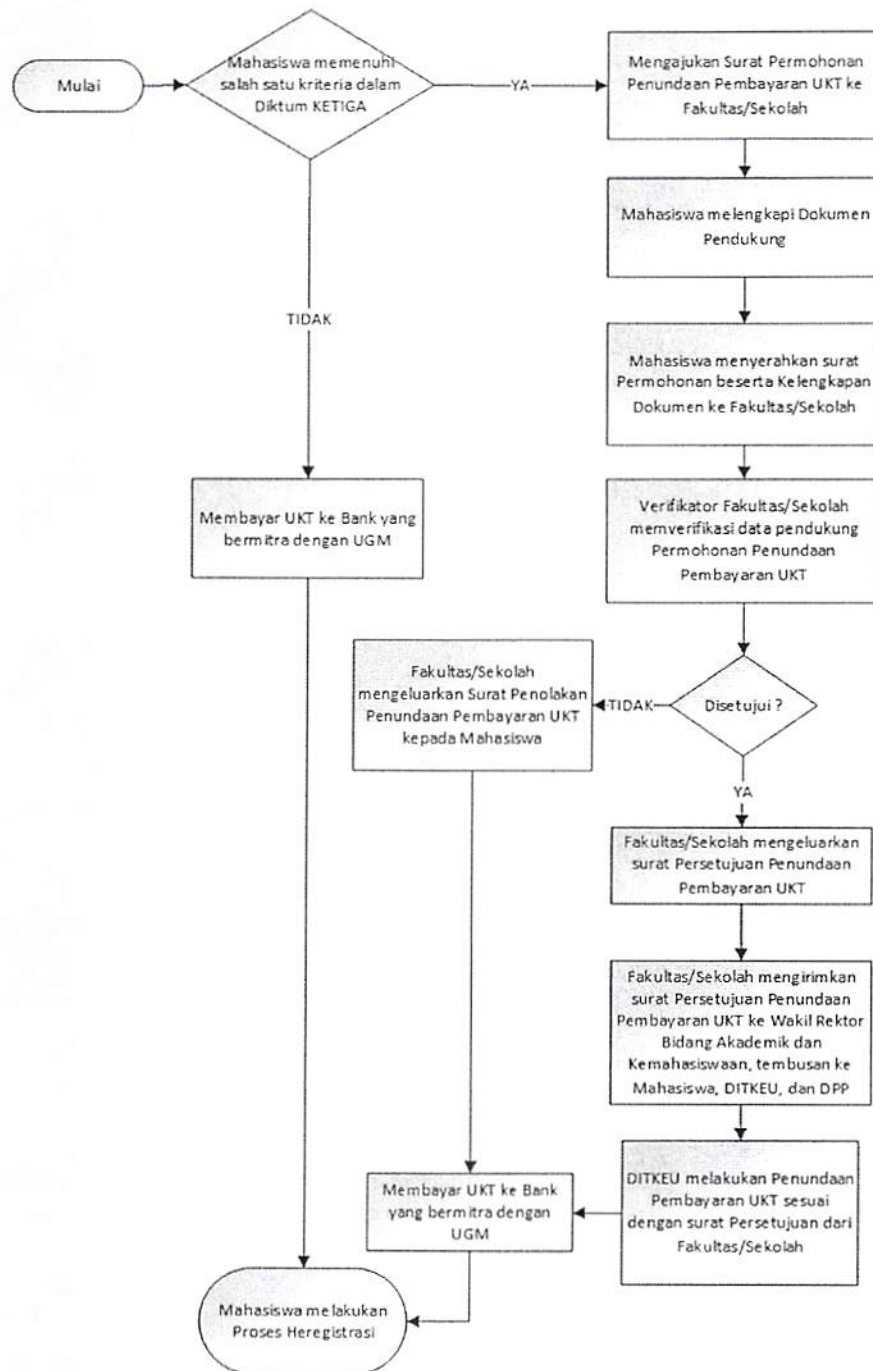 Mulai
Mahasiswa memenuhi
salah satu kriteria dalam
Diktum KETIGA
YA
Mengajukan Surat Permohonan
Penundaan Pembayaran UKT ke
Fakultas/Sekolah
Mahasiswa melengkapi Dokumen
Pendukung
TIDAK
Mahasiswa menyerahkan surat
Permohonan beserta Kelengkapan
Dokumen ke Fakultas/Sekolah
Membayar UKT ke Bank yang
bermitra dengan UGM
Verifikator Fakultas/Sekolah
memverifikasi data pendukung
Permohonan Penundaan
Pembayaran UKT
Disetujui ?
TIDAK
Fakultas/Sekolah
mengeluarkan Surat Penolakan
Penundaan Pembayaran UKT
kepada Mahasiswa
YA
Fakultas/Sekolah mengeluarkan
surat Persetujuan Penundaan
Pembayaran UKT
Fakultas/Sekolah mengirimkan
surat Persetujuan Penundaan
Pembayaran UKT ke Wakil Rektor
Bidang Akademik dan
Kemahasiswaan, tembusan ke
Mahasiswa, DITKEU, dan DPP
DITKEU melakukan Penundaan
Pembayaran UKT sesuai
dengan surat Persetujuan dari
Fakultas/Sekolah
Membayar UKT ke Bank
yang bermitra dengan
UGM
Mahasiswa melakukan
Proses Heregistrasi